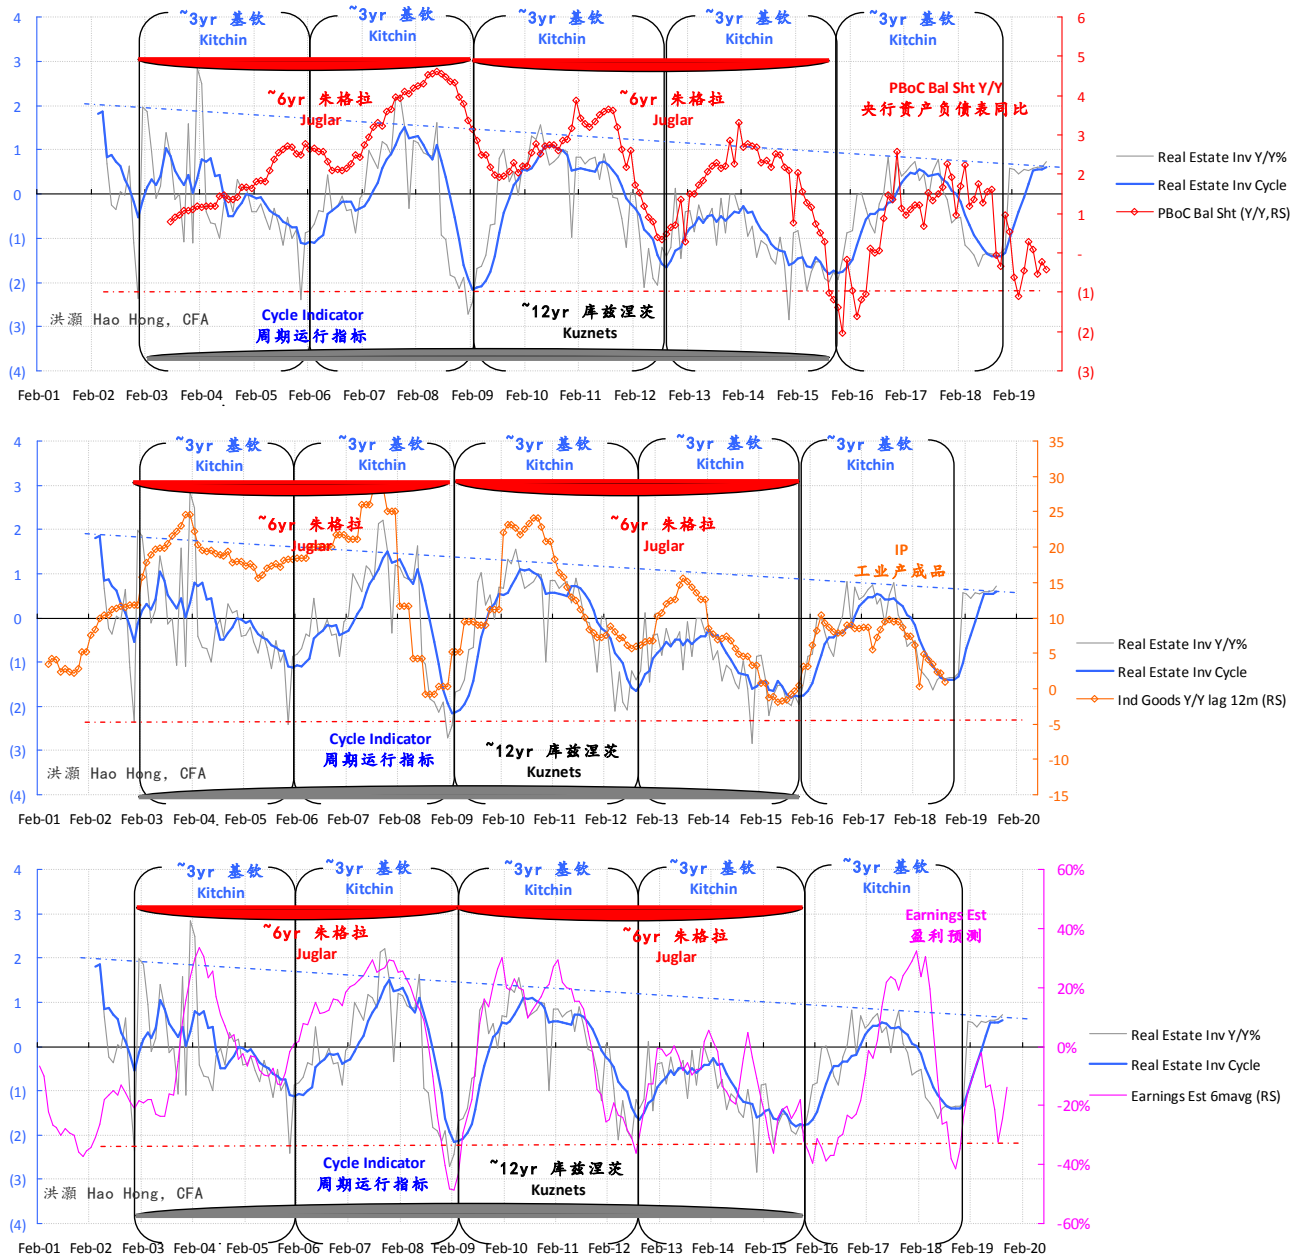 4
3
2
1
0
(1)
(2)
(3)
(4)
6
5
4
3
2
1
-
(1)
(2)
(3)
~3yr 基钦
Kitchin
~3yr 基钦
Kitchin
~3yr 基钦
Kitchin
~3yr 基钦
Kitchin
~3yr 基钦
Kitchin
~6yr 朱格拉
Juglar
~6yr 朱格拉
Juglar
PBoC Bal Sht Y/Y
央行资产负债表同比
Real Estate Inv Y/Y%
Real Estate Inv Cycle
PBoC Bal Sht (Y/Y,RS)
洪灝 Hao Hong, CFA
Cycle Indicator
周期运行指标
~12yr 库兹涅茨
Kuznets
Feb-01 Feb-02 Feb-03 Feb-04 Feb-05 Feb-06 Feb-07 Feb-08 Feb-09 Feb-10 Feb-11 Feb-12 Feb-13 Feb-14 Feb-15 Feb-16 Feb-17 Feb-18 Feb-19
4
3
2
1
0
(1)
(2)
(3)
(4)
35
30
25
20
15
10
5
0
-5
-10
-15
~3yr 基钦
Kitchin
~3yr 基钦
Kitchin
~3yr 基钦
Kitchin
~3yr 基钦
Kitchin
~3yr 基钦
Kitchin
~6yr 朱格拉
Juglar
~6yr 朱格拉
Juglar
IP
工业产成品
Real Estate Inv Y/Y%
Real Estate Inv Cycle
Ind Goods Y/Y lag 12m (RS)
洪灝 Hao Hong, CFA
Cycle Indicator
周期运行指标
~12yr 库兹涅茨
Kuznets
Feb-01 Feb-02 Feb-03 Feb-04 Feb-05 Feb-06 Feb-07 Feb-08 Feb-09 Feb-10 Feb-11 Feb-12 Feb-13 Feb-14 Feb-15 Feb-16 Feb-17 Feb-18 Feb-19 Feb-20
4
3
2
1
0
(1)
(2)
(3)
(4)
60%
40%
20%
0%
-20%
-40%
-60%
~3yr 基钦
Kitchin
~3yr 基钦
Kitchin
~3yr 基钦
Kitchin
~3yr 基钦
Kitchin
~3yr 基钦
Kitchin
~6yr 朱格拉
Juglar
~6yr 朱格拉
Juglar
Earnings Est
盈利预测
Real Estate Inv Y/Y%
Real Estate Inv Cycle
Earnings Est 6mavg (RS)
洪灝 Hao Hong, CFA
Cycle Indicator
周期运行指标
~12yr 库兹涅茨
Kuznets
Feb-01 Feb-02 Feb-03 Feb-04 Feb-05 Feb-06 Feb-07 Feb-08 Feb-09 Feb-10 Feb-11 Feb-12 Feb-13 Feb-14 Feb-15 Feb-16 Feb-17 Feb-18 Feb-19 Feb-20